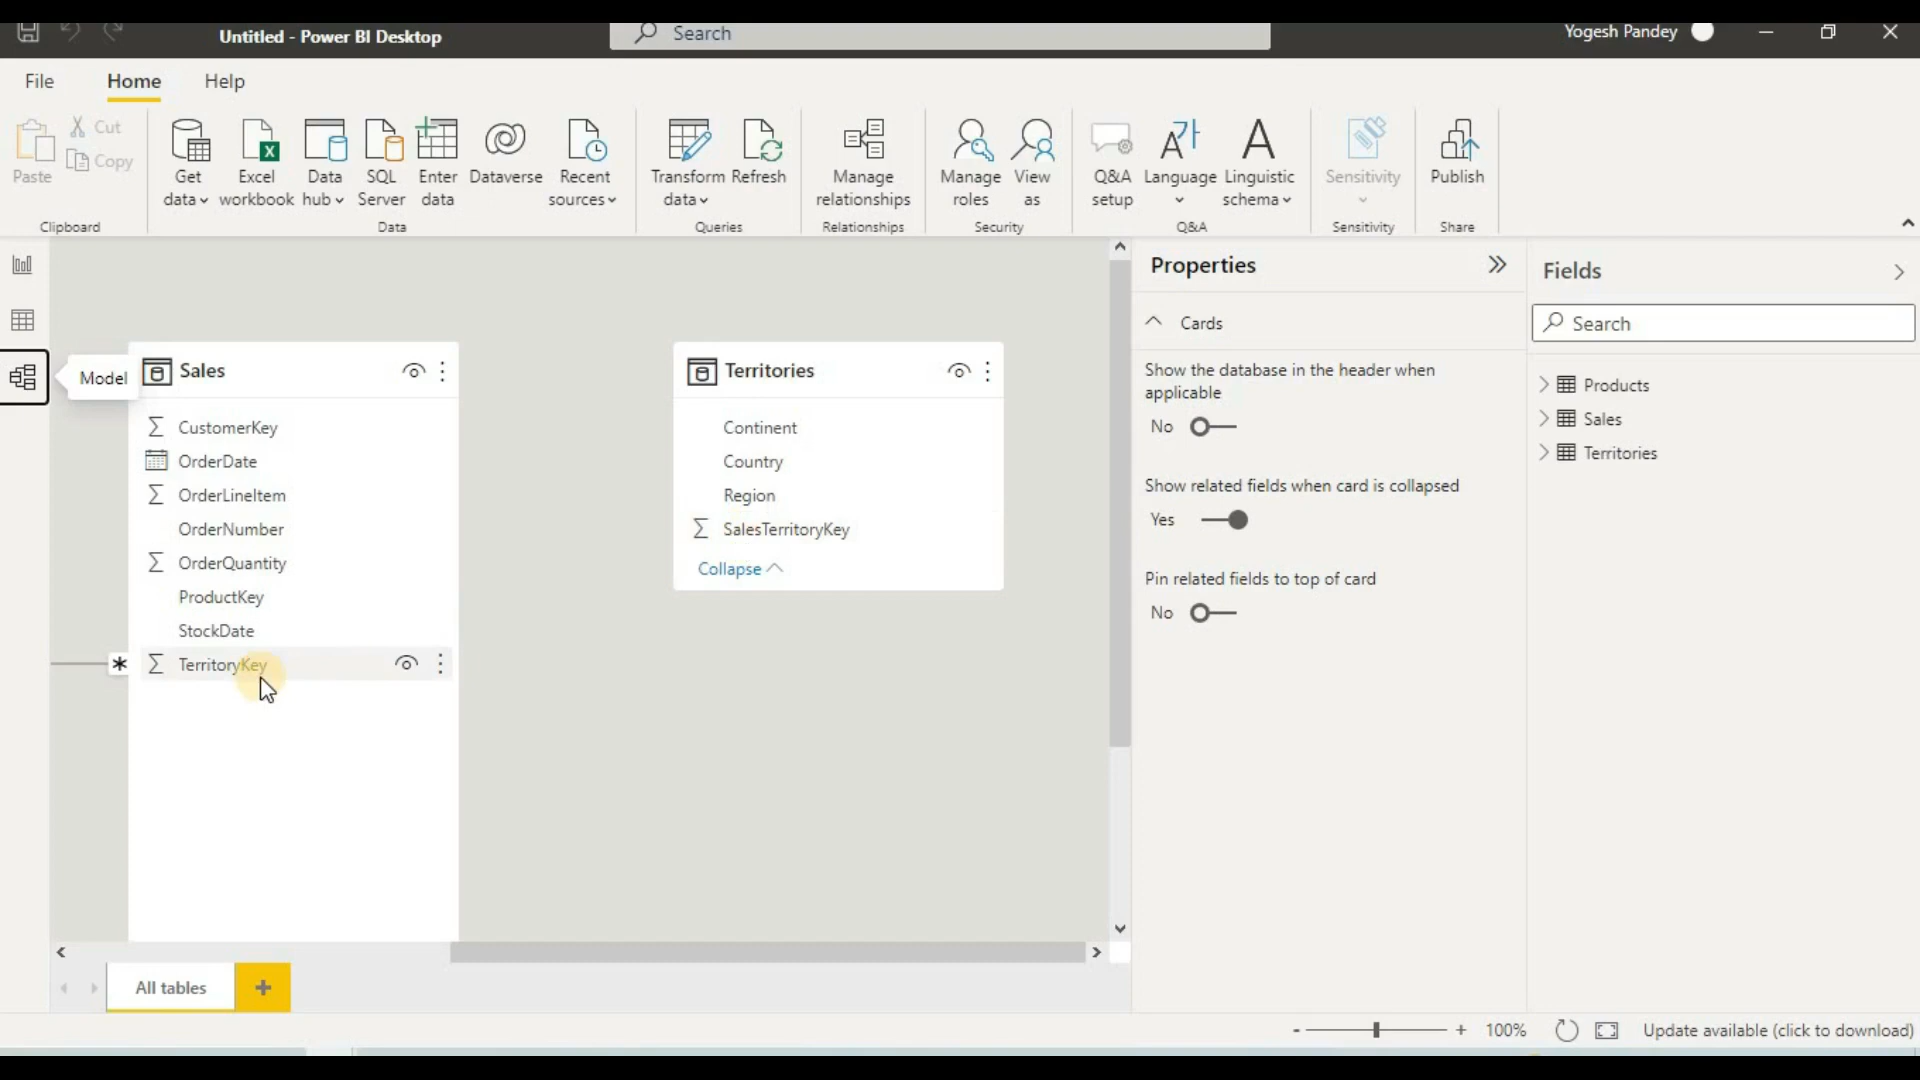 Untitled - Power BI Desktop
Search
Yogesh Pandey
File
Home
Help
Paste
Cut
Copy
Clipboard
Get data
Excel workbook
Data hub
SQL Server
Enter data
Dataverse
Recent sources
Data
Transform data
Refresh
Queries
Manage relationships
Relationships
Manage roles
View as
Security
Q&A setup
Language
Linguistic schema
Q&A
Sensitivity
Sensitivity
Publish
Share
Model
Sales
CustomerKey
OrderDate
OrderLineItem
OrderNumber
OrderQuantity
ProductKey
StockDate
TerritoryKey
Territories
Continent
Country
Region
SalesTerritoryKey
Collapse
Properties
Cards
Show the database in the header when
applicable
No
Show related fields when card is collapsed
Yes
Pin related fields to top of card
No
Fields
Search
Products
Sales
Territories
All tables
- + 100%
Update available (click to download)